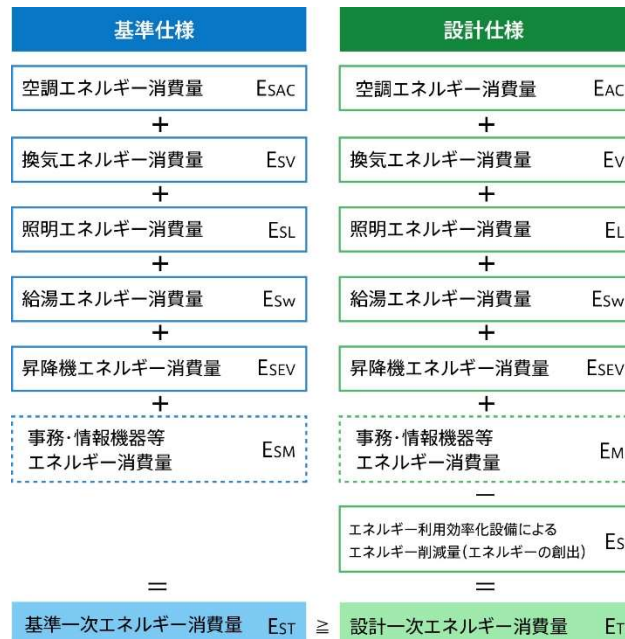 基準仕様
空調エネルギー消費量 ESAC
+
換気エネルギー消費量 ESV
+
照明エネルギー消費量 ESL
+
給湯エネルギー消費量 ESw
+
昇降機エネルギー消費量 ESEV
+
事務・情報機器等
エネルギー消費量 ESM
=
基準一次エネルギー消費量 EST
≧
設計仕様
空調エネルギー消費量 EAC
+
換気エネルギー消費量 EV
+
照明エネルギー消費量 EL
+
給湯エネルギー消費量 ESw
+
昇降機エネルギー消費量 ESEV
+
事務・情報機器等
エネルギー消費量 EM
−
エネルギー利用効率化設備による
エネルギー削減量(エネルギーの創出) ES
=
設計一次エネルギー消費量 ET